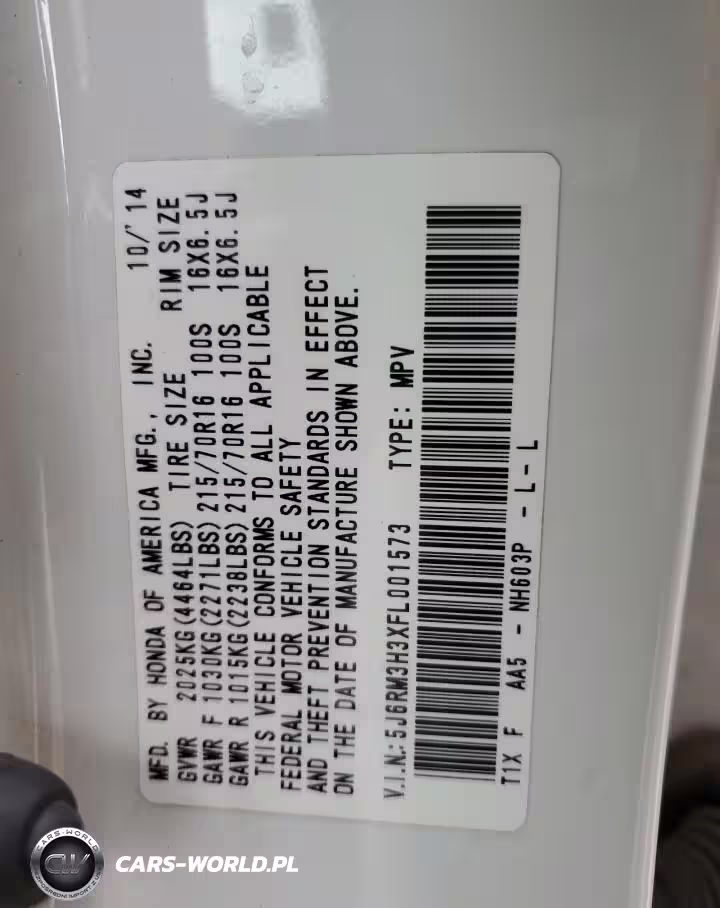 MFD. BY HONDA OF AMERICA MFG., INC. 10/'14
GVWR 2025KG(4464LBS) TIRE SIZE RIM SIZE
GAWR F 1030KG(2271LBS)215/70R16 100S 16X6.5J
GAWR R 1015KG(2238LBS)215/70R16 100S 16X6.5J
THIS VEHICLE CONFORMS TO ALL APPLICABLE
FEDERAL MOTOR VEHICLE SAFETY
AND THEFT PREVENTION STANDARDS IN EFFECT
ON THE DATE OF MANUFACTURE SHOWN ABOVE.
V.I.N.:5J6RM3H3XFL001573 TYPE: MPV
T1X F AA5 - NH603P - L-L
CARS-WORLD
CW
CARS-WORLD.PL